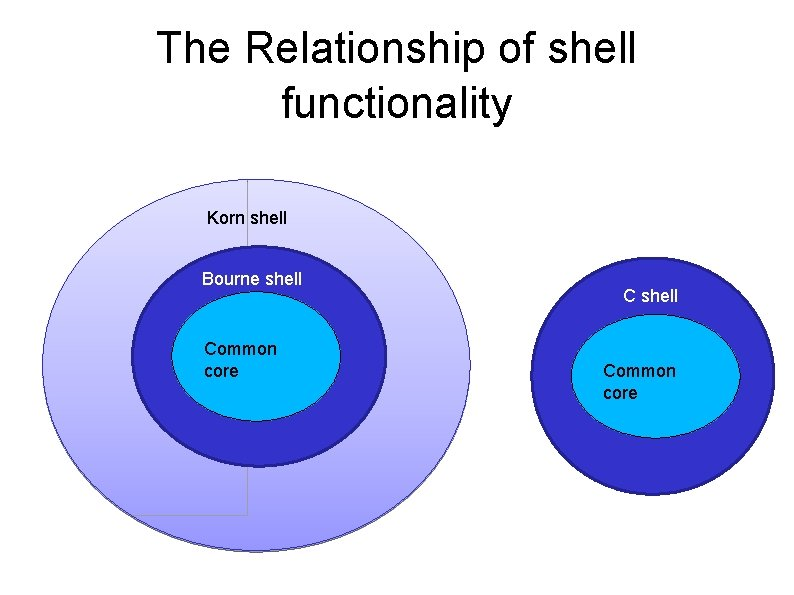 The Relationship of shell
functionality
Korn shell
Bourne shell
Common
core
C shell
Common
core